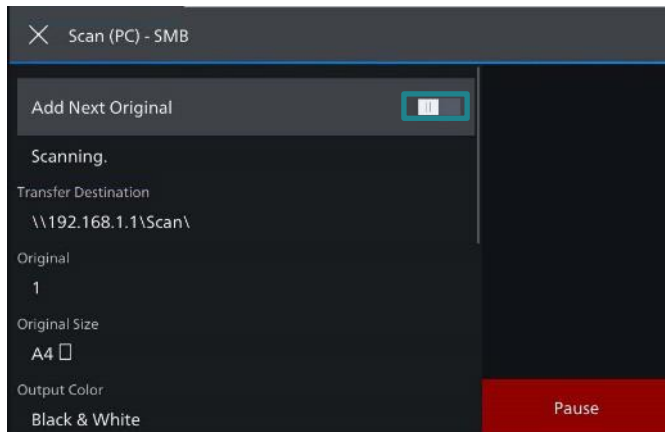 Scan (PC) - SMB
Add Next Original
Scanning.
Transfer Destination
\\192.168.1.1\Scan\
Original
1
Original Size
A4
Output Color
Black & White
Pause